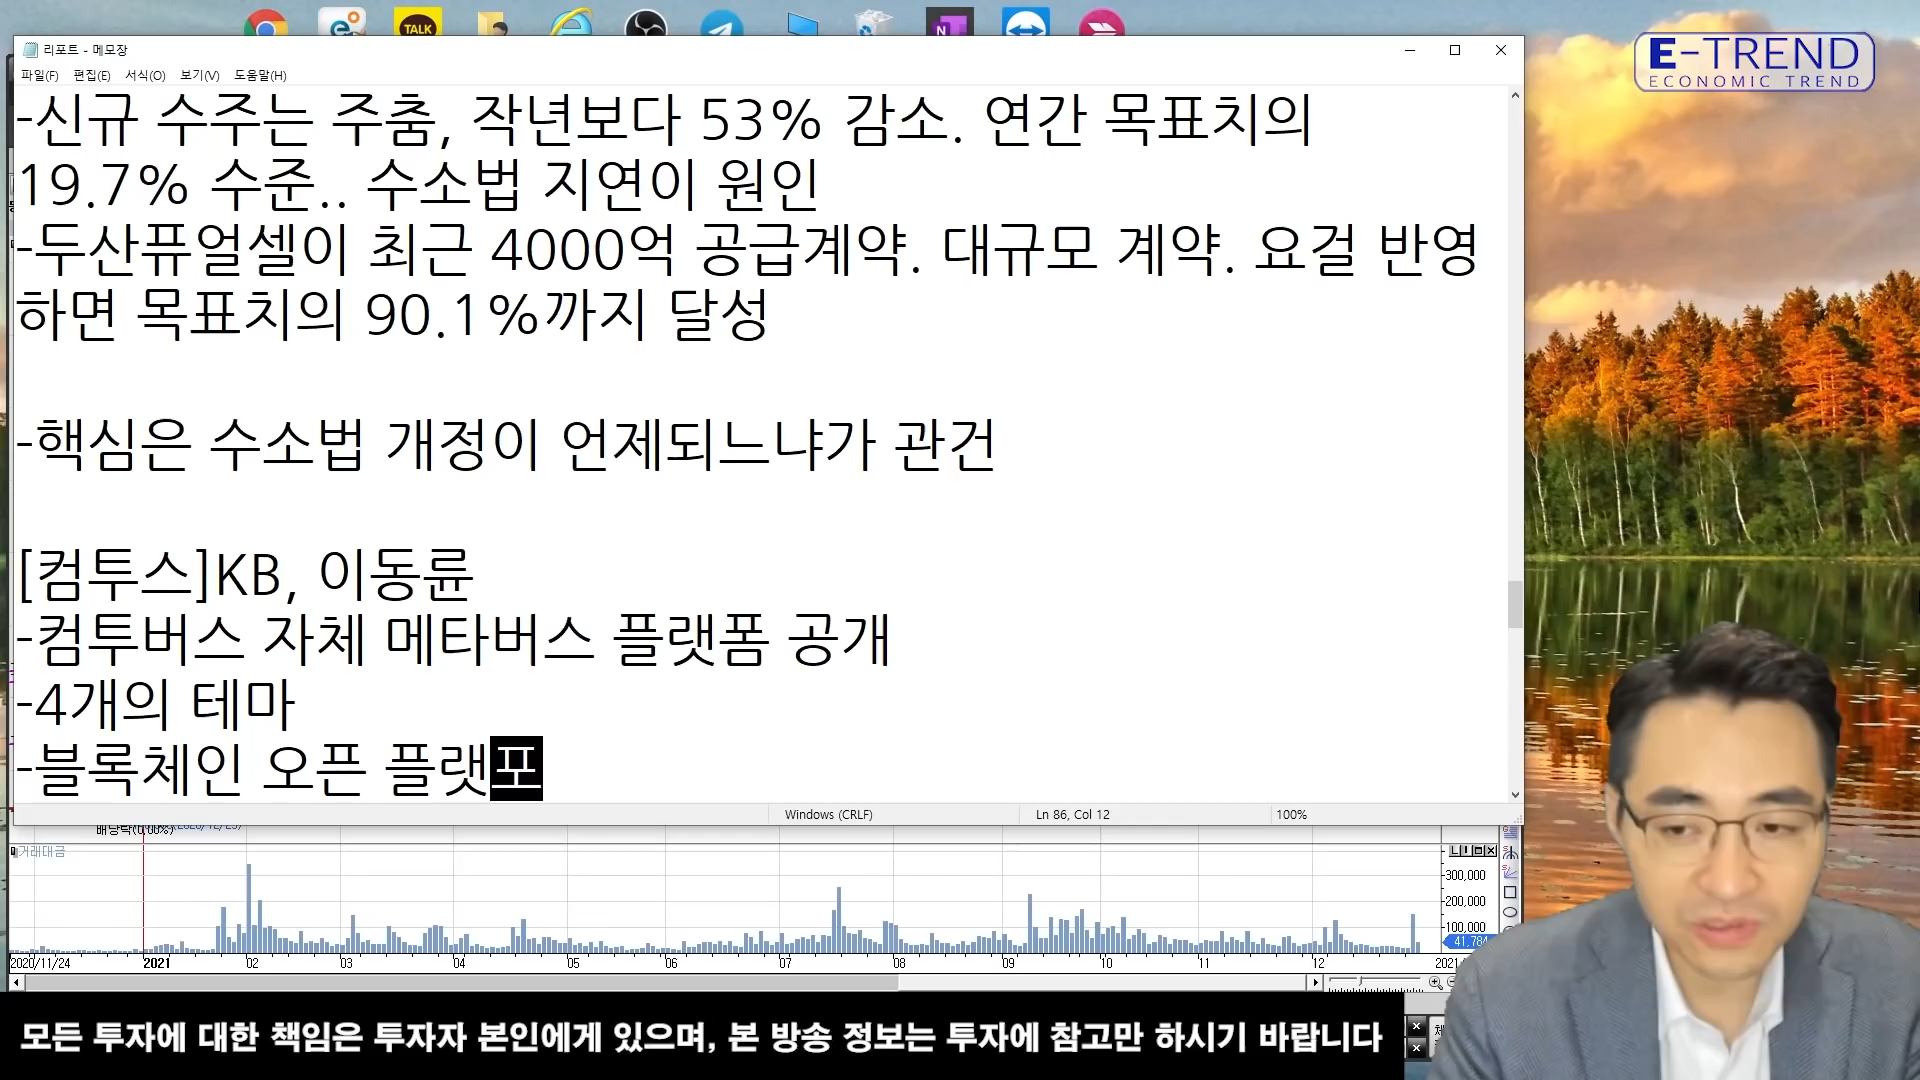 TALK
리포트 - 메모장
파일(F) 편집(E) 서식(O) 보기(V) 도움말(H)
E-TREND
ECONOMIC TREND
-신규 수주는 주춤, 작년보다 53% 감소. 연간 목표치의
19.7% 수준.. 수소법 지연이 원인
-두산퓨얼셀이 최근 4000억 공급계약. 대규모 계약. 요걸 반영
하면 목표치의 90.1%까지 달성
-핵심은 수소법 개정이 언제되느냐가 관건
[컴투스]KB, 이동륜
-컴투버스 자체 메타버스 플랫폼 공개
-4개의 테마
-블록체인 오픈 플랫포
Windows (CRLF) Ln 86, Col 12 100%
거래대금
300,000
200,000
100,000
41,784
2020/11/24 2021 02 03 04 05 06 07 08 09 10 11 12 2021
모든 투자에 대한 책임은 투자자 본인에게 있으며, 본 방송 정보는 투자에 참고만 하시기 바랍니다